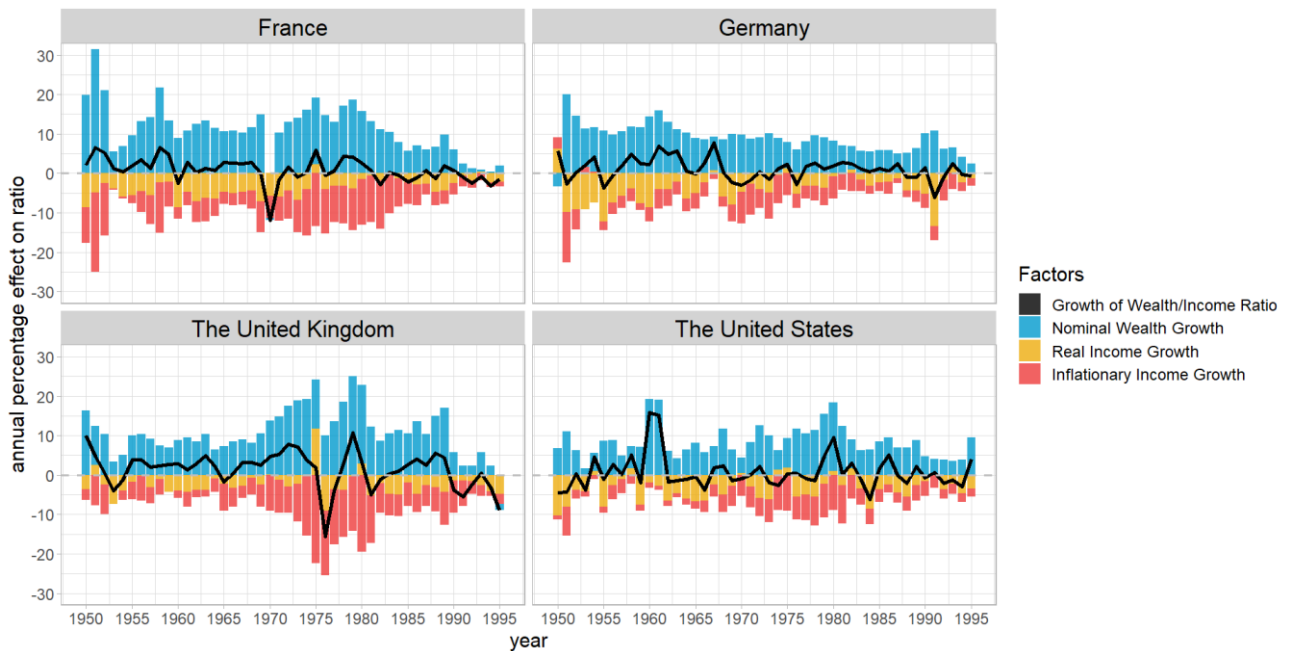 France
Germany
30
20
10
0
-10
-20
-30
The United Kingdom
The United States
30
20
10
0
-10
-20
-30
annual percentage effect on ratio
1950 1955 1960 1965 1970 1975 1980 1985 1990 1995
1950 1955 1960 1965 1970 1975 1980 1985 1990 1995
year
Factors
Growth of Wealth/Income Ratio
Nominal Wealth Growth
Real Income Growth
Inflationary Income Growth